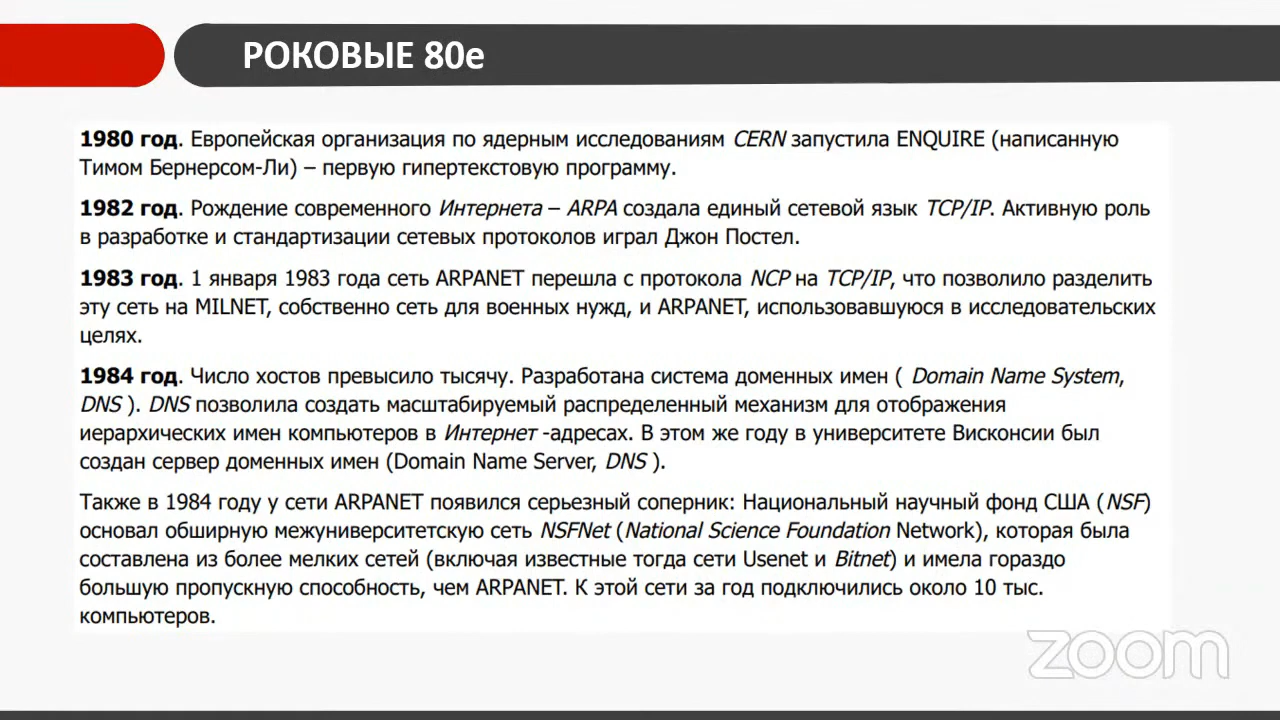 РОКОВЫЕ 80е
1980 год. Европейская организация по ядерным исследованиям CERN запустила ENQUIRE (написанную
Тимом Бернерсом-Ли) – первую гипертекстовую программу.
1982 год. Рождение современного Интернета – ARPA создала единый сетевой язык TCP/IP. Активную роль
в разработке и стандартизации сетевых протоколов играл Джон Постел.
1983 год. 1 января 1983 года сеть ARPANET перешла с протокола NCP на TCP/IP, что позволило разделить
эту сеть на MILNET, собственно сеть для военных нужд, и ARPANET, использовавшуюся в исследовательских
целях.
1984 год. Число хостов превысило тысячу. Разработана система доменных имен ( Domain Name System,
DNS ). DNS позволила создать масштабируемый распределенный механизм для отображения
иерархических имен компьютеров в Интернет -адресах. В этом же году в университете Висконсии был
создан сервер доменных имен (Domain Name Server, DNS ).
Также в 1984 году у сети ARPANET появился серьезный соперник: Национальный научный фонд США (NSF)
основал обширную межуниверситетскую сеть NSFNet (National Science Foundation Network), которая была
составлена из более мелких сетей (включая известные тогда сети Usenet и Bitnet) и имела гораздо
большую пропускную способность, чем ARPANET. К этой сети за год подключились около 10 тыс.
компьютеров.
zoom